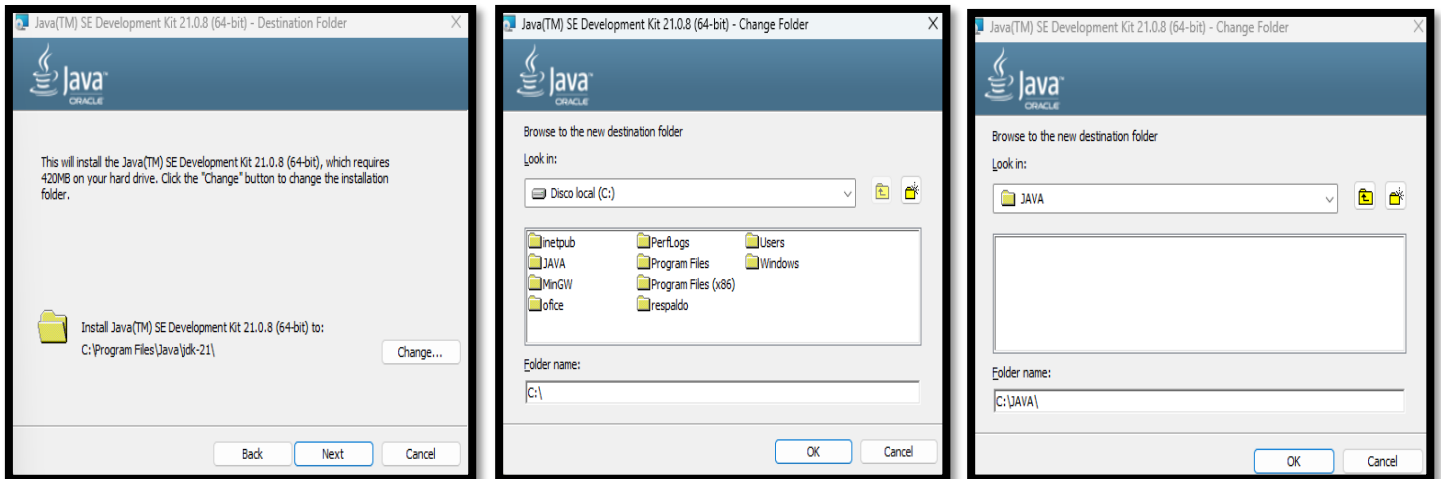 Java(TM) SE Development Kit 21.0.8 (64-bit) - Destination Folder
X
Java™
ORACLE
This will install the Java(TM) SE Development Kit 21.0.8 (64-bit), which requires
420MB on your hard drive. Click the "Change" button to change the installation
folder.
Install Java(TM) SE Development Kit 21.0.8 (64-bit) to:
C:\Program Files\Java\jdk-21\
Change...
Back
Next
Cancel
Java(TM) SE Development Kit 21.0.8 (64-bit) - Change Folder
X
Java™
ORACLE
Browse to the new destination folder
Look in:
Disco local (C:)
inetpub
PerfLogs
Users
JAVA
Program Files
Windows
MinGW
Program Files (x86)
ofice
respaldo
Folder name:
C:\
OK
Cancel
Java(TM) SE Development Kit 21.0.8 (64-bit) - Change Folder
X
Java™
ORACLE
Browse to the new destination folder
Look in:
JAVA
Folder name:
C:\JAVA\
OK
Cancel